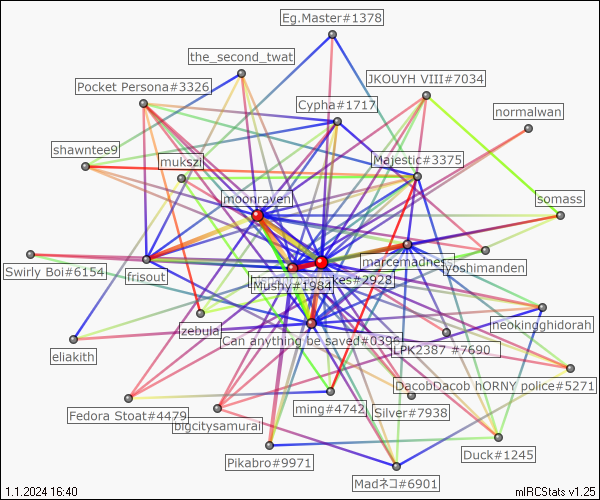 Eg.Master#1378
the_second_twat
JKOUYH VIII#7034
Pocket Persona#3326
Cypha#1717
normalwan
shawntee9
mukszi
Majestic#3375
moonraven
somass
marcemadness
yoshimanden
Swirly Boi#6154
frisout
Mushy#1984
kes#2928
zebula
neokingghidorah
Can anything be saved#0396
LPK2387 #7690
eliakith
DacobDacob hORNY police#5271
Fedora Stoat#4479
ming#4742
Silver#7938
bigcitysamurai
Pikabro#9971
Duck#1245
Madネコ#6901
1.1.2024 16:40
mIRCStats v1.25